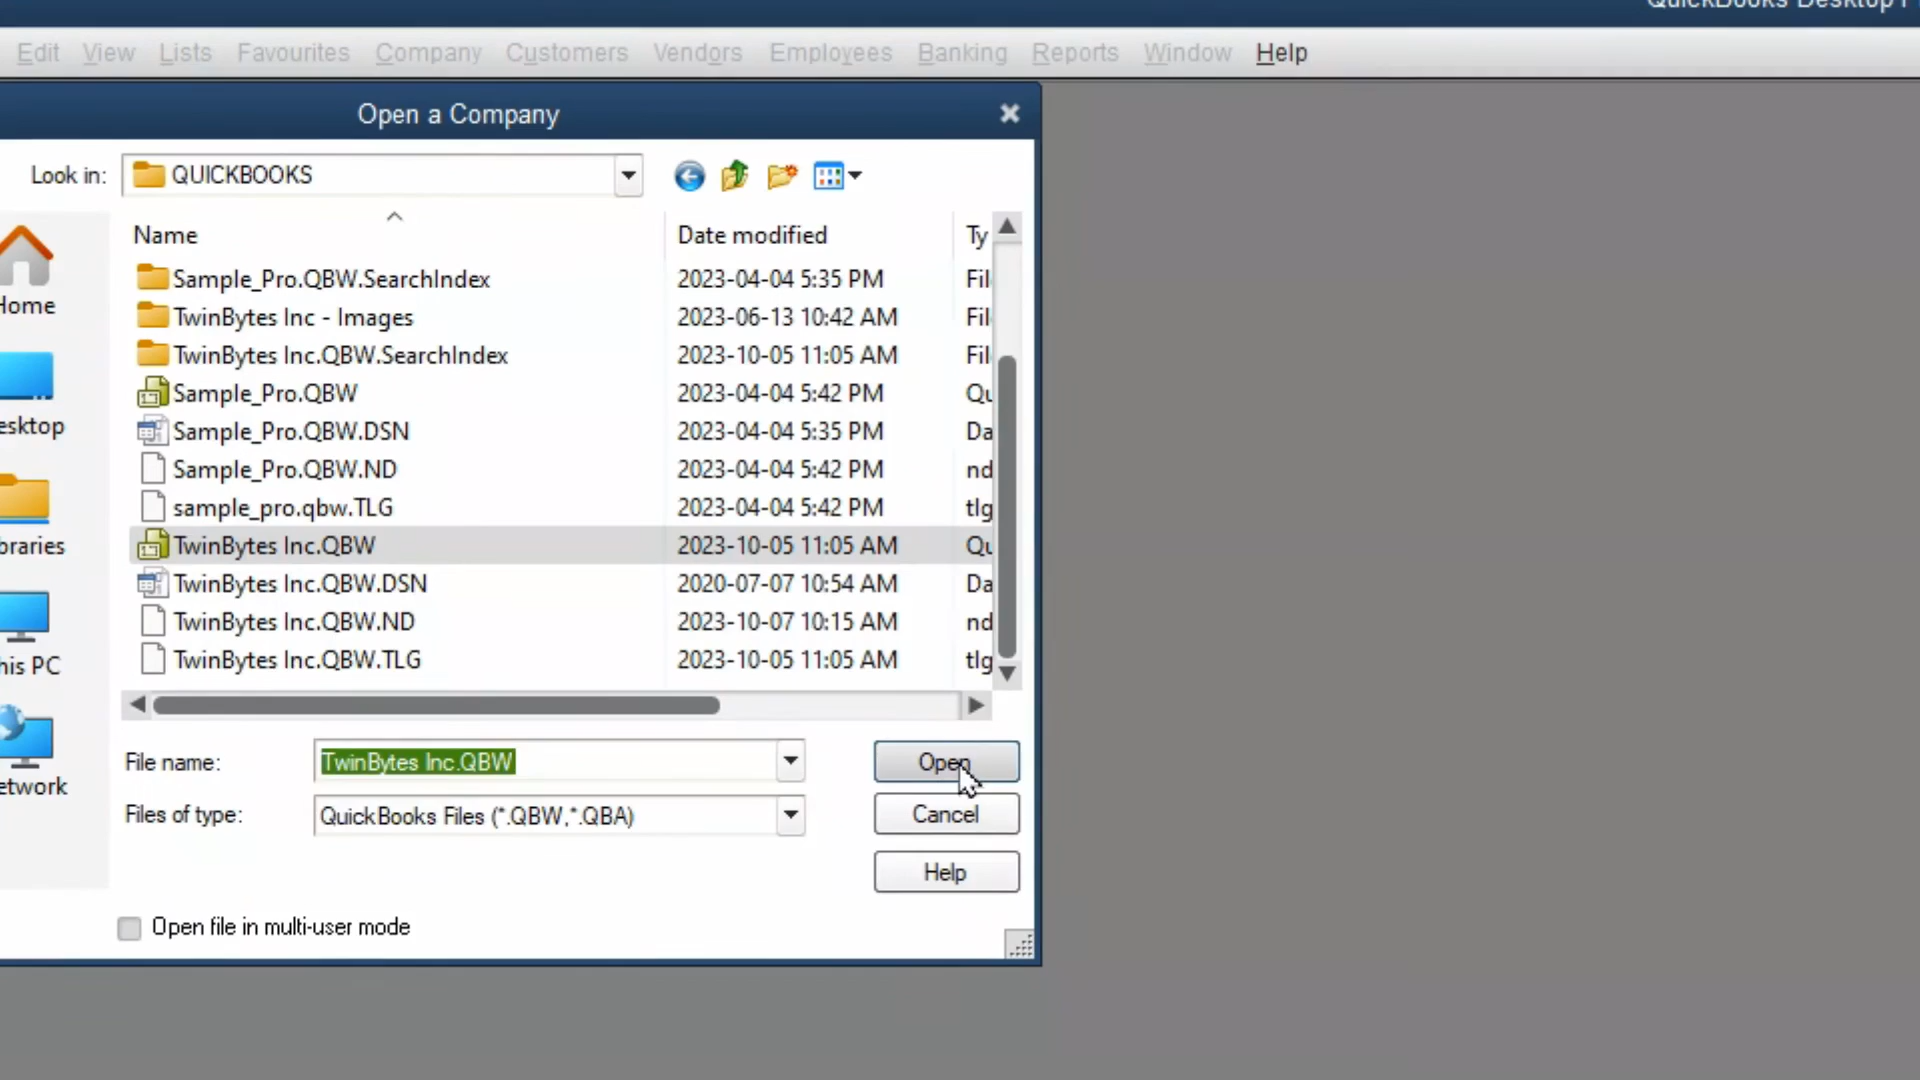 QuickBooks Desktop
Edit View Lists Favourites Company Customers Vendors Employees Banking Reports Window Help
Open a Company
Look in: QUICKBOOKS
Name Date modified Ty
Sample_Pro.QBW.SearchIndex 2023-04-04 5:35 PM Fil
TwinBytes Inc - Images 2023-06-13 10:42 AM Fil
TwinBytes Inc.QBW.SearchIndex 2023-10-05 11:05 AM Fil
Sample_Pro.QBW 2023-04-04 5:42 PM Qu
Sample_Pro.QBW.DSN 2023-04-04 5:35 PM Da
Sample_Pro.QBW.ND 2023-04-04 5:42 PM nd
sample_pro.qbw.TLG 2023-04-04 5:42 PM tlg
TwinBytes Inc.QBW 2023-10-05 11:05 AM Qu
TwinBytes Inc.QBW.DSN 2020-07-07 10:54 AM Da
TwinBytes Inc.QBW.ND 2023-10-07 10:15 AM nd
TwinBytes Inc.QBW.TLG 2023-10-05 11:05 AM tlg
Home
esktop
braries
his PC
etwork
File name: TwinBytes Inc.QBW Open
Files of type: QuickBooks Files (*.QBW,*.QBA) Cancel
Help
Open file in multi-user mode